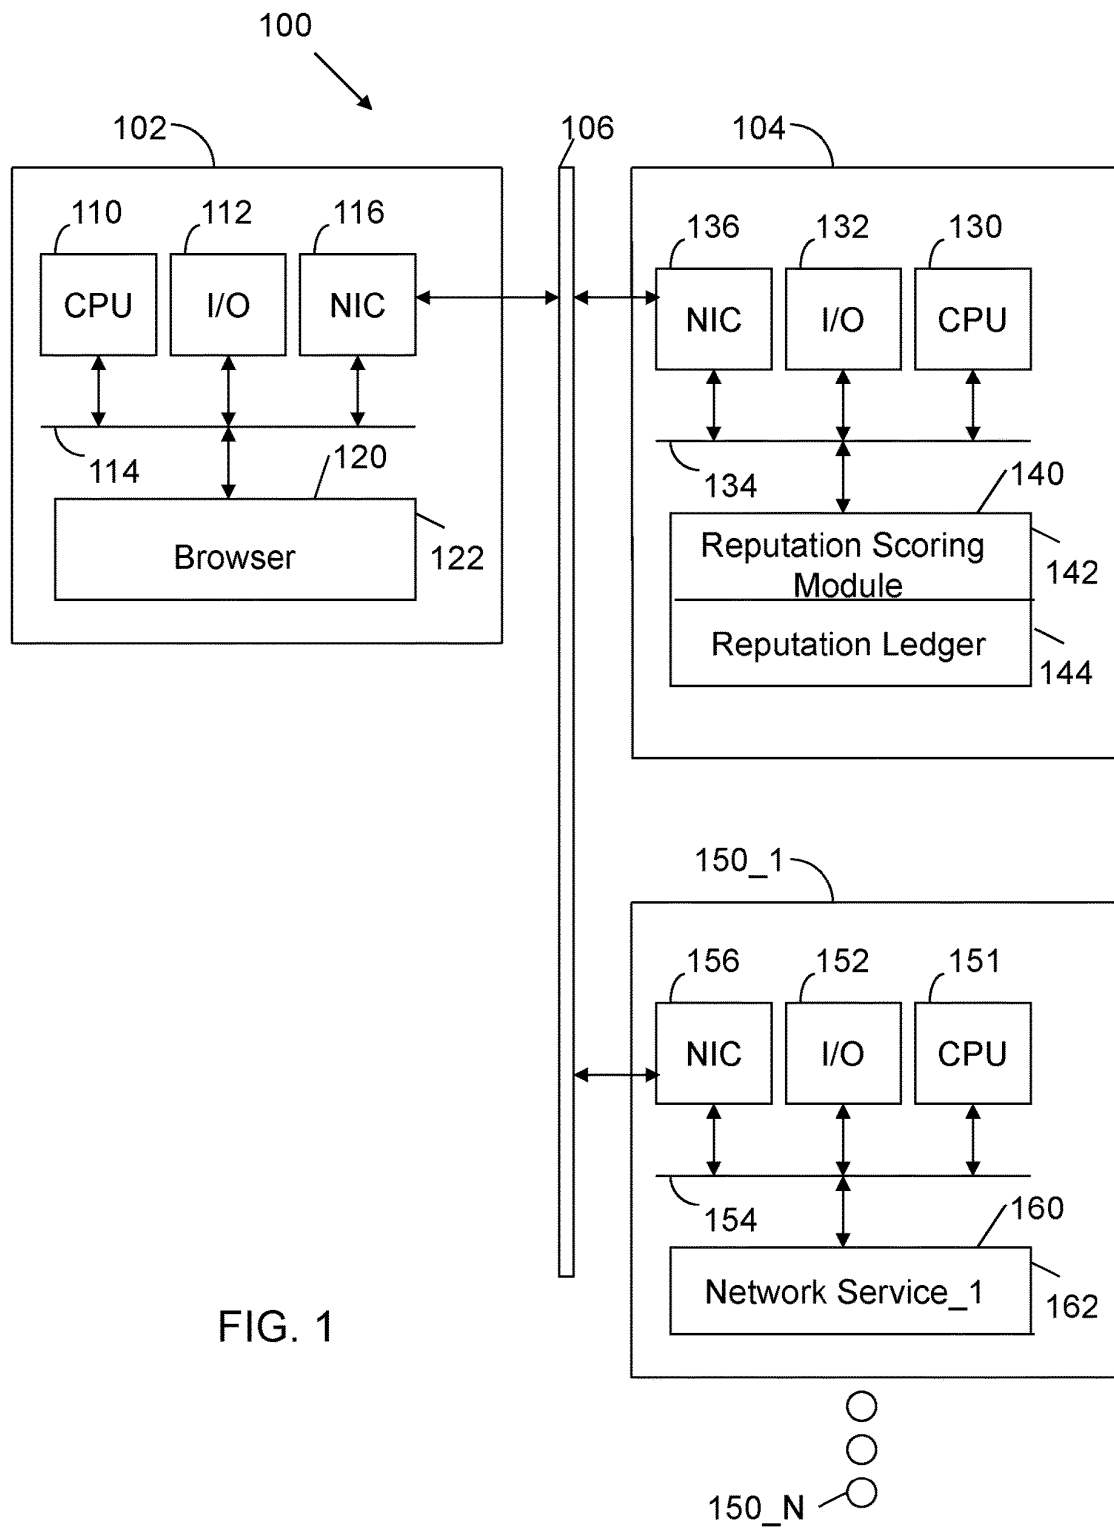 100
102
106
104
110
112
116
CPU
I/O
NIC
136
132
130
NIC
I/O
CPU
114
120
Browser
122
134
140
Reputation Scoring
Module
142
Reputation Ledger
144
150_1
156
152
151
NIC
I/O
CPU
154
160
Network Service_1
162
FIG. 1
150_N